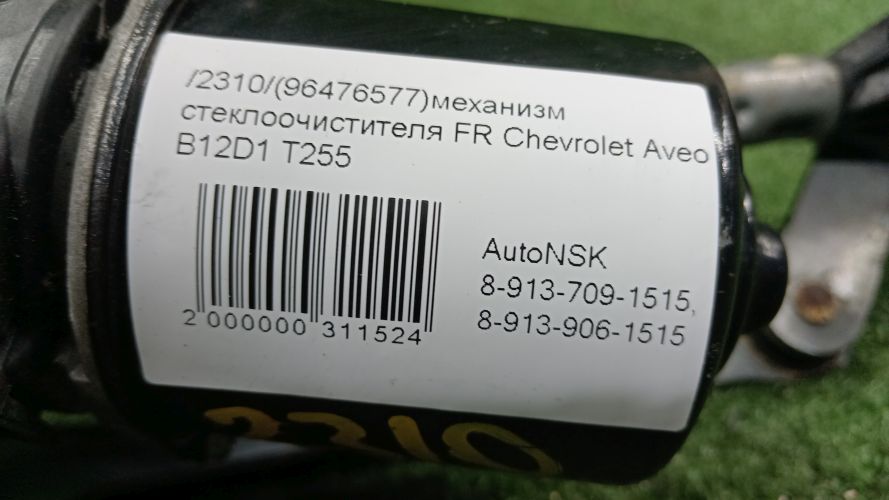 /2310/(96476577)механизм
стеклоочистителя FR Chevrolet Aveo
B12D1 T255
2 000000 311524
AutoNSK
8-913-709-1515,
8-913-906-1515
2310